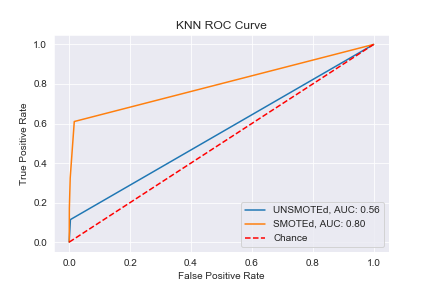 KNN ROC Curve
True Positive Rate
1.0
0.8
0.6
0.4
0.2
0.0
UNSMOTEd, AUC: 0.56
SMOTEd, AUC: 0.80
Chance
0.0 0.2 0.4 0.6 0.8 1.0
False Positive Rate